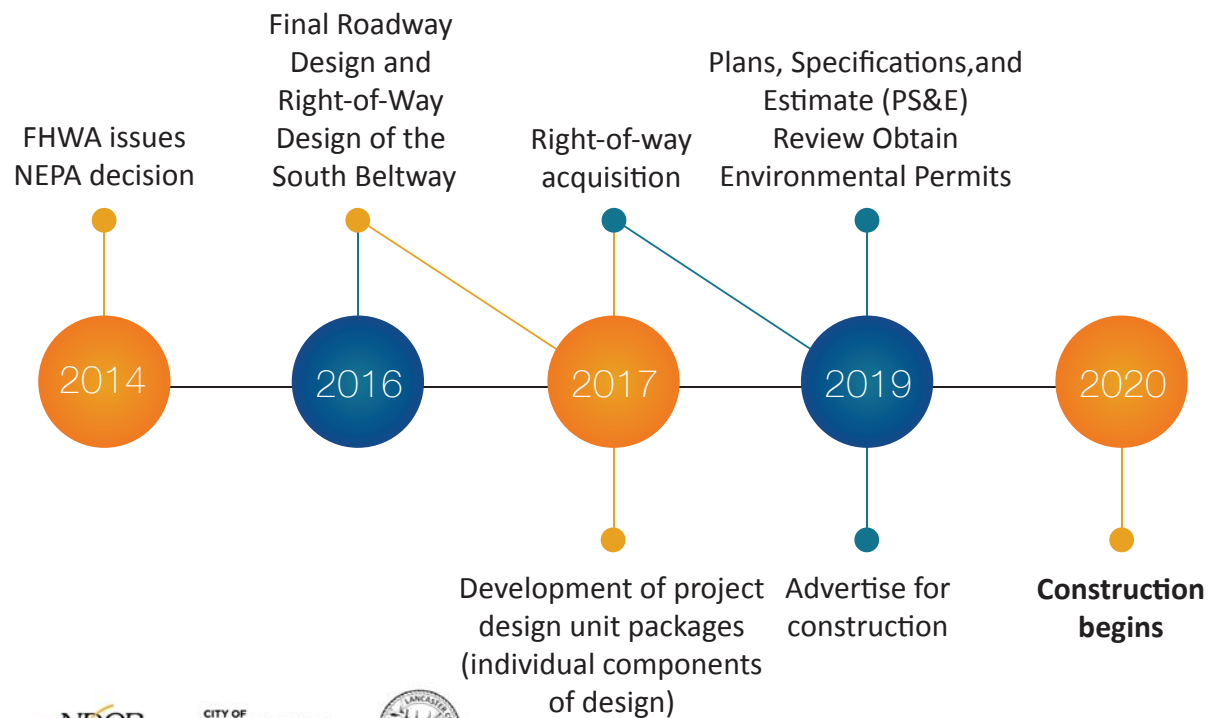 FHWA issues
NEPA decision
Final Roadway
Design and
Right-of-Way
Design of the
South Beltway
Right-of-way
acquisition
Plans, Specifications,and
Estimate (PS&E)
Review Obtain
Environmental Permits
2014
2016
2017
2019
2020
Development of project
design unit packages
(individual components
of design)
Advertise for
construction
Construction
begins
CITY OF